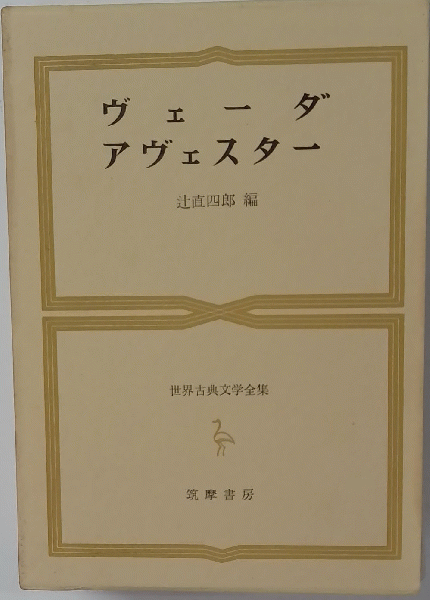 ヴェーダ
アヴェスター
辻直四郎 編
世界古典文学全集
筑摩書房